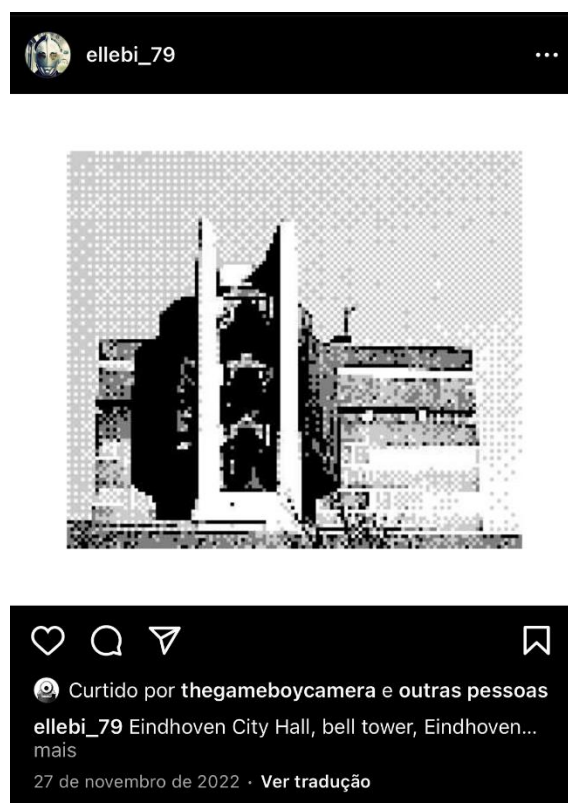 ellebi_79
Curtido por thegameboycamera e outras pessoas
ellebi_79 Eindhoven City Hall, bell tower, Eindhoven...
mais
27 de novembro de 2022 · Ver tradução